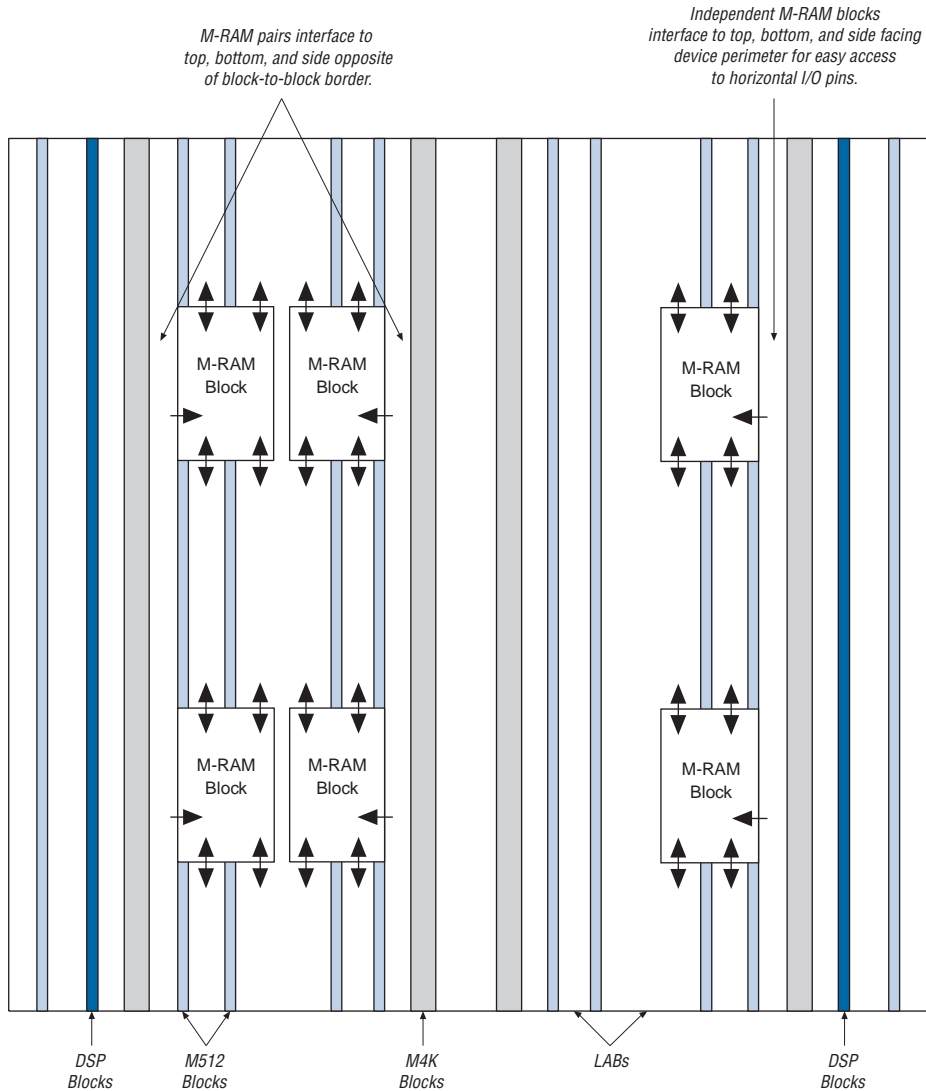 M-RAM pairs interface to
top, bottom, and side opposite
of block-to-block border.
Independent M-RAM blocks
interface to top, bottom, and side facing
device perimeter for easy access
to horizontal I/O pins.
M-RAM
Block
M-RAM
Block
M-RAM
Block
M-RAM
Block
M-RAM
Block
M-RAM
Block
DSP
Blocks
M512
Blocks
M4K
Blocks
LABs
DSP
Blocks